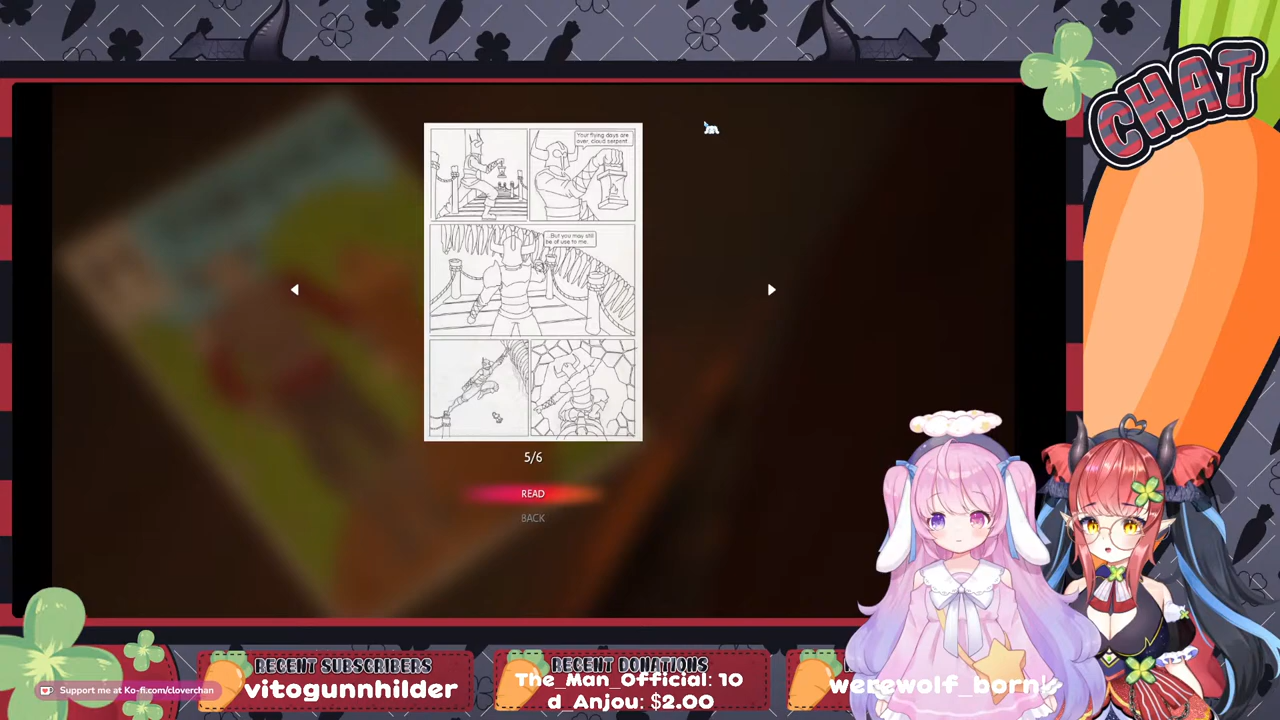 CHAT
Your flying days are
over, cloud serpent.
...But you may still
be of use to me.
5/6
READ
BACK
RECENT SUBSCRIBERS
vitogunnhilder
RECENT DONATIONS
The_Man_Official: 10
d_Anjou: $2.00
werewolf_born
Support me at Ko-fi.com/cloverchan